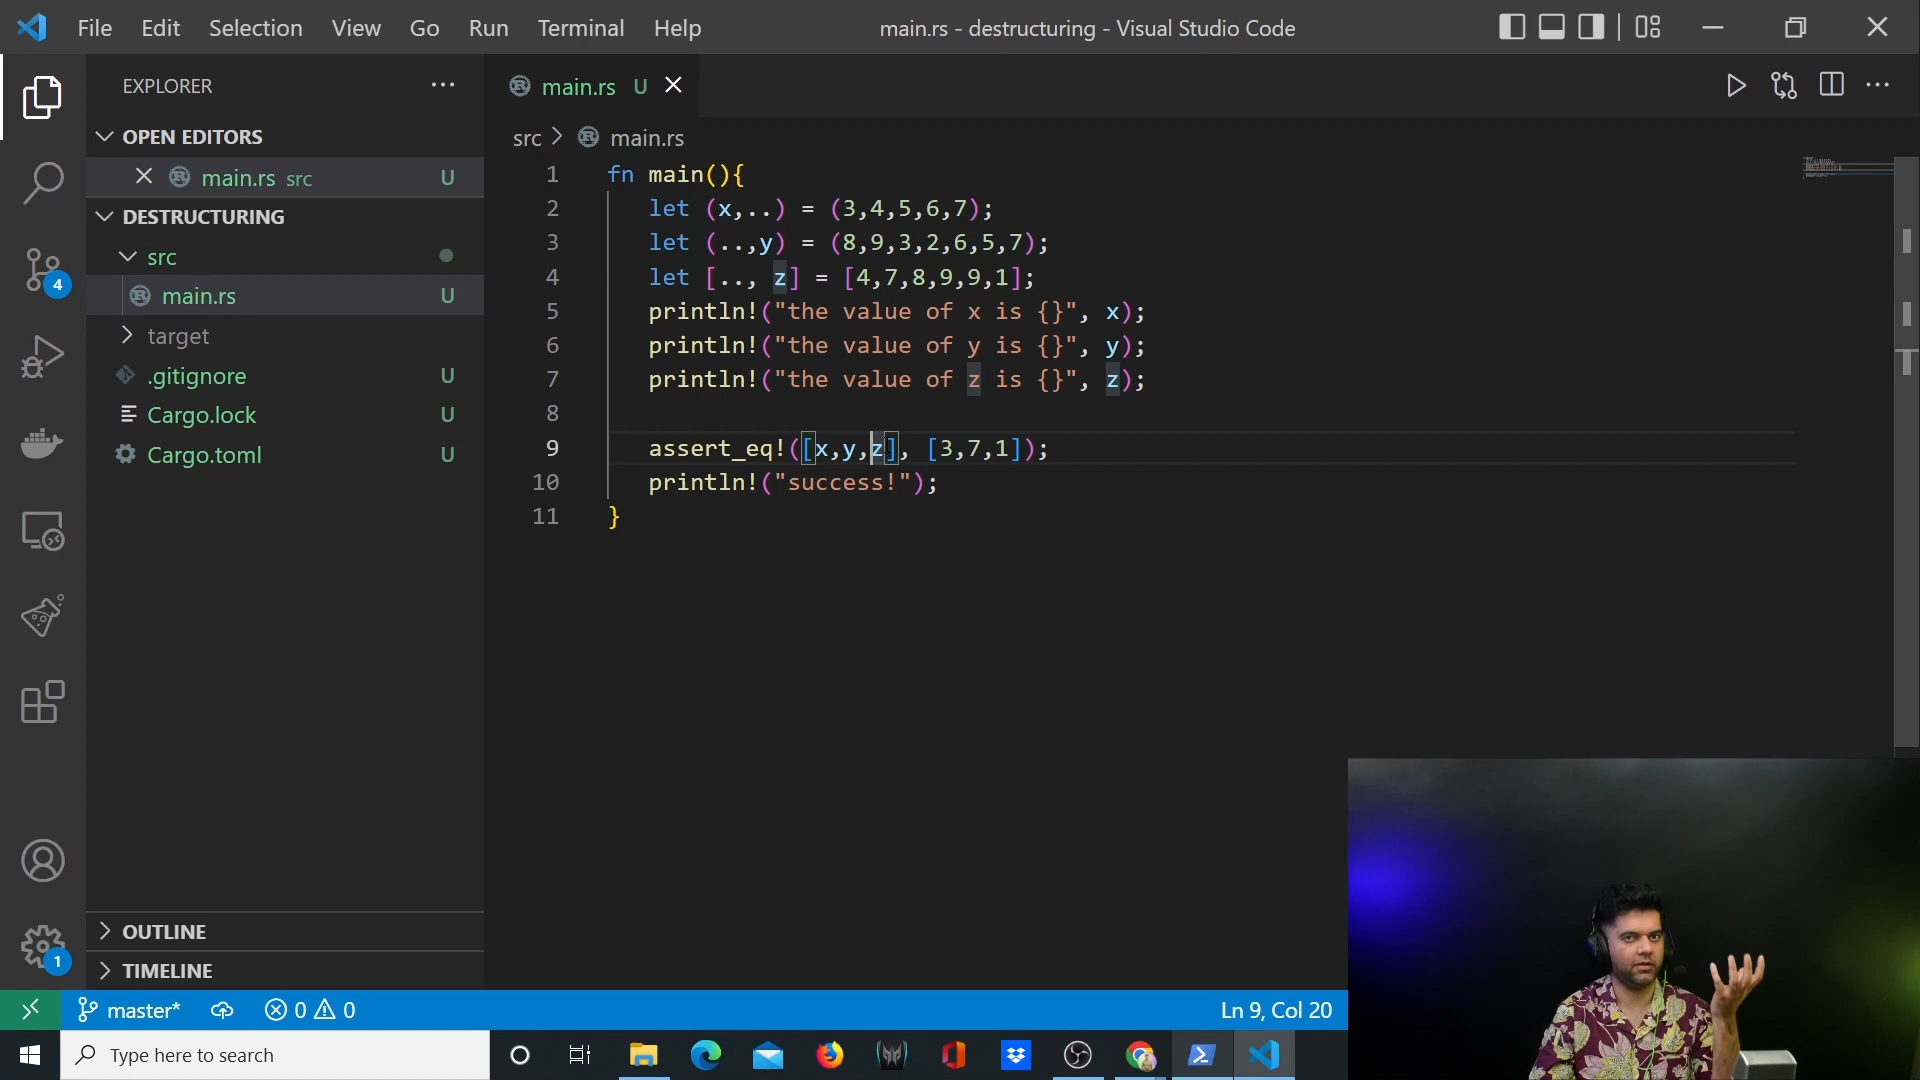 File Edit Selection View Go Run Terminal Help
main.rs - destructuring - Visual Studio Code
EXPLORER
main.rs U
OPEN EDITORS
src > main.rs
main.rs src U
DESTRUCTURING
src
main.rs U
target
.gitignore U
Cargo.lock U
Cargo.toml U
4
1 fn main(){
2 let (x,..) = (3,4,5,6,7);
3 let (..,y) = (8,9,3,2,6,5,7);
4 let [.., z] = [4,7,8,9,9,1];
5 println!("the value of x is {}", x);
6 println!("the value of y is {}", y);
7 println!("the value of z is {}", z);
8
9 assert_eq!([x,y,z], [3,7,1]);
10 println!("success!");
11 }
OUTLINE
1
TIMELINE
master* 0 0
Ln 9, Col 20
Type here to search